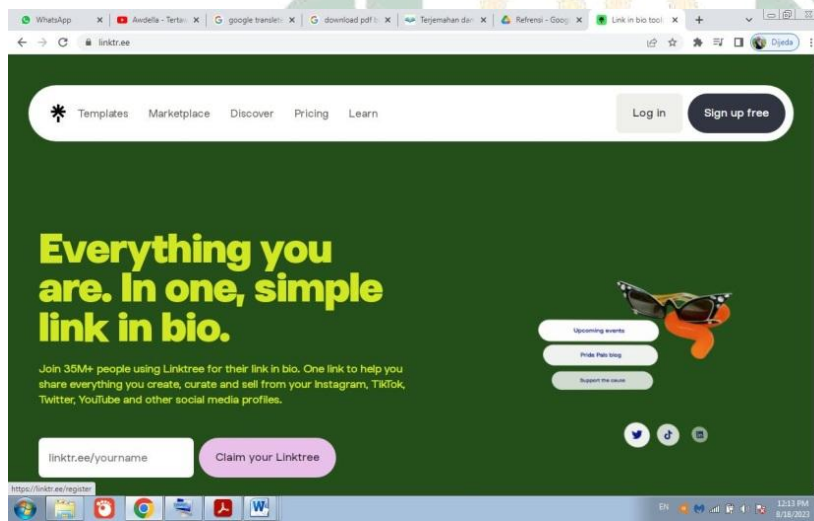 WhatsApp
Awdella - Terta
google translete
download pdf
Terjemahan dan
Refrensi - Goog
Link in bio tool
linktr.ee
Dijeda
Templates Marketplace Discover Pricing Learn
Log in
Sign up free
Everything you
are. In one, simple
link in bio.
Join 35M+ people using Linktree for their link in bio. One link to help you
share everything you create, curate and sell from your Instagram, TikTok,
Twitter, YouTube and other social media profiles.
Upcoming events
Pride Palo blog
Support the cause
linktr.ee/yourname
Claim your Linktree
https://linktr.ee/register
EN
12:13 PM
8/18/2023